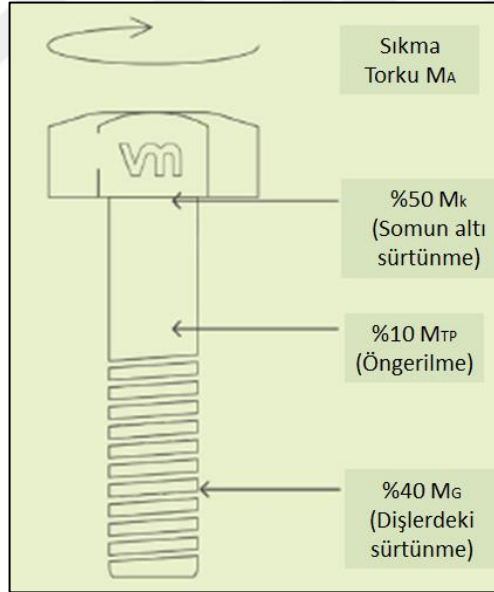 Sıkma
Torku MA
vm
%50 Mk
(Somun altı
sürtünme)
%10 MTP
(Öngerilme)
%40 MG
(Dişlerdeki
sürtünme)